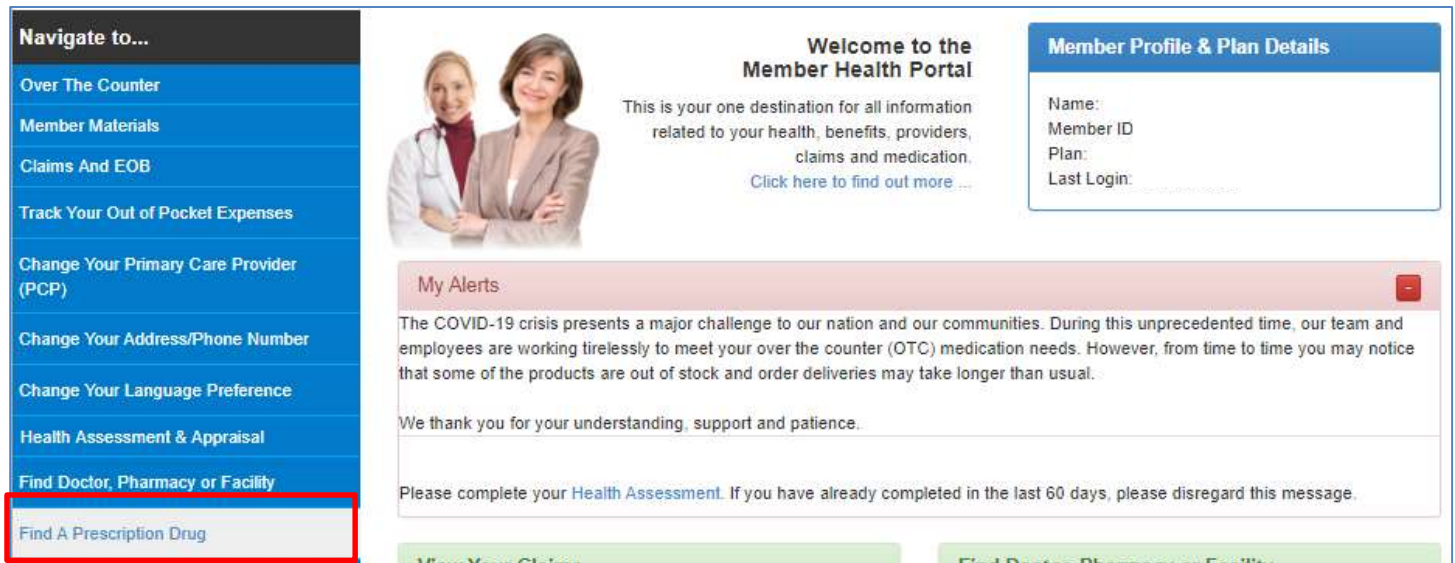 Navigate to...
Over The Counter
Member Materials
Claims And EOB
Track Your Out of Pocket Expenses
Change Your Primary Care Provider
(PCP)
Change Your Address/Phone Number
Change Your Language Preference
Health Assessment & Appraisal
Find Doctor, Pharmacy or Facility
Find A Prescription Drug
Welcome to the
Member Health Portal
This is your one destination for all information
related to your health, benefits, providers,
claims and medication.
Click here to find out more ...
Member Profile & Plan Details
Name:
Member ID
Plan:
Last Login:
My Alerts
-
The COVID-19 crisis presents a major challenge to our nation and our communities. During this unprecedented time, our team and
employees are working tirelessly to meet your over the counter (OTC) medication needs. However, from time to time you may notice
that some of the products are out of stock and order deliveries may take longer than usual.
We thank you for your understanding, support and patience.
Please complete your Health Assessment. If you have already completed in the last 60 days, please disregard this message.
View Your Claims
Find Doctor, Pharmacy or Facility